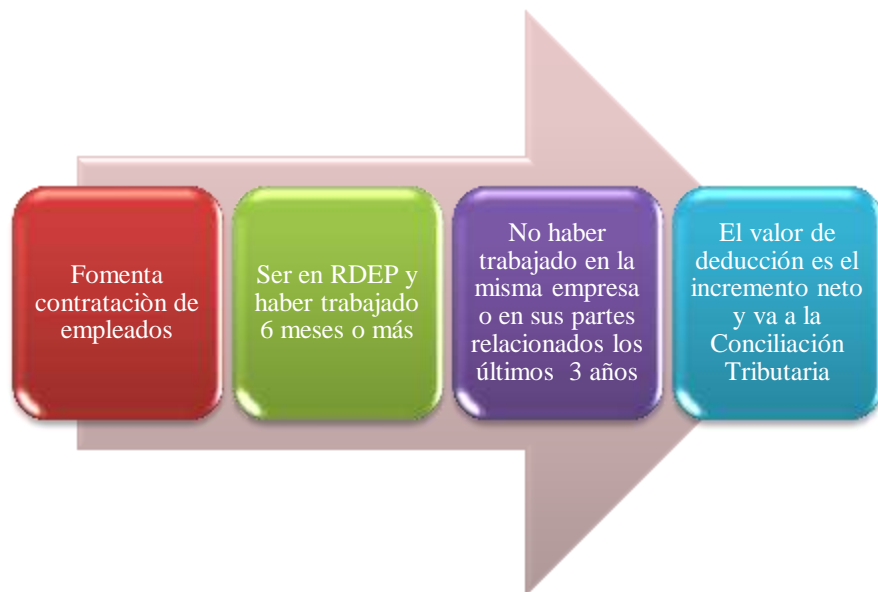 Fomenta
contrataciòn de
empleados
Ser en RDEP y
haber trabajado
6 meses o más
No haber
trabajado en la
misma empresa
o en sus partes
relacionados los
últimos 3 años
El valor de
deducción es el
incremento neto
y va a la
Conciliación
Tributaria